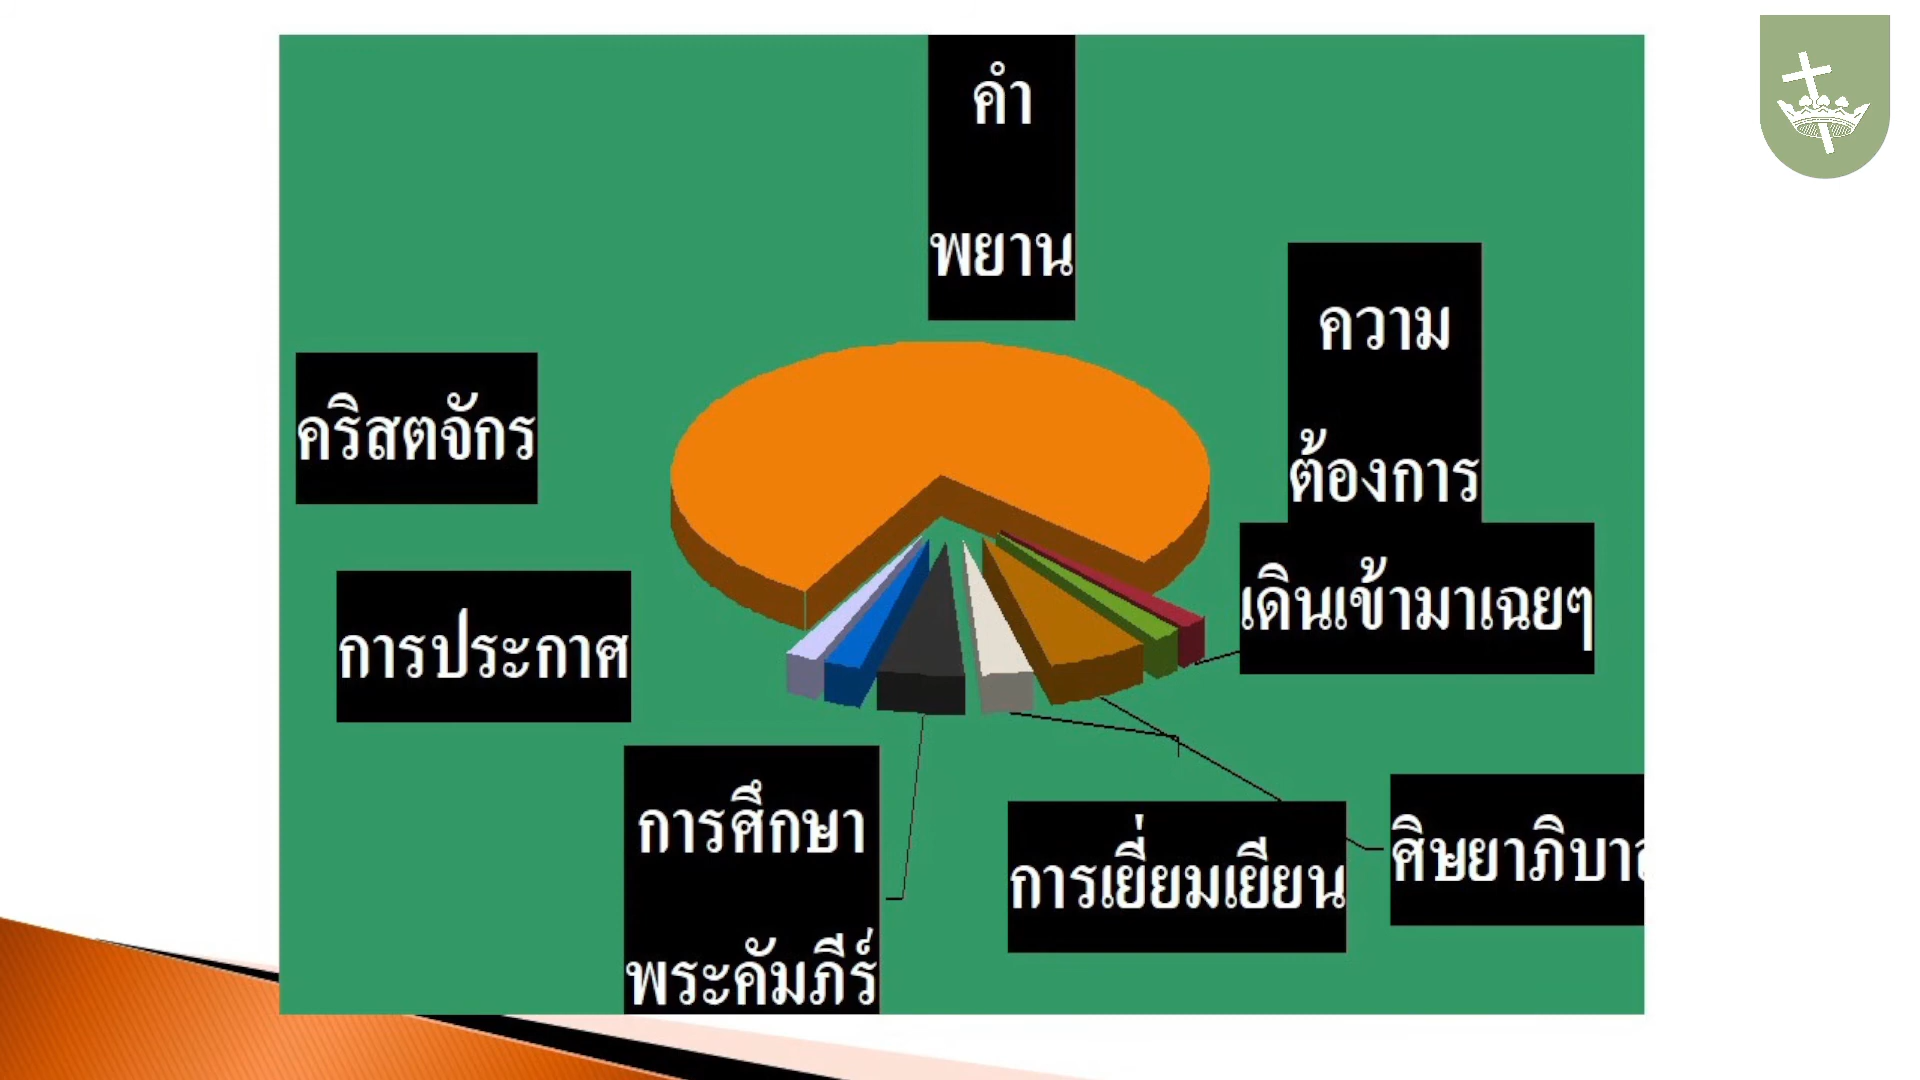 คำ
พยาน
ความ
ต้องการ
คริสตจักร
เดินเข้ามาเฉยๆ
การประกาศ
การศึกษา
พระคัมภีร์
การเยี่ยมเยียน
ศิษยาภิบา